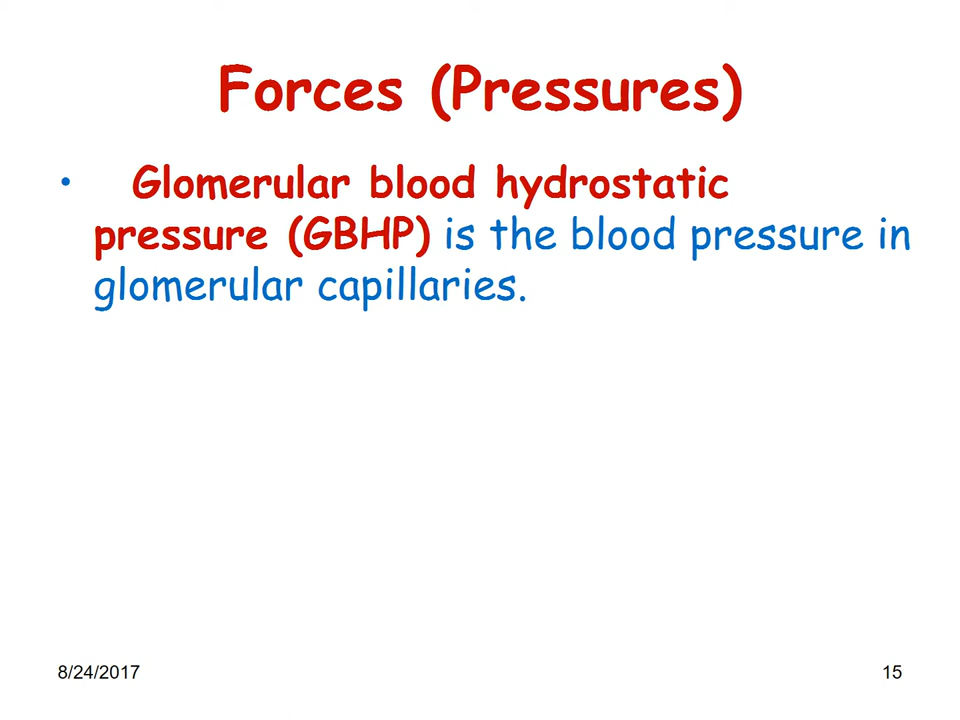 Forces (Pressures)
• Glomerular blood hydrostatic
pressure (GBHP) is the blood pressure in
glomerular capillaries.
8/24/2017
15